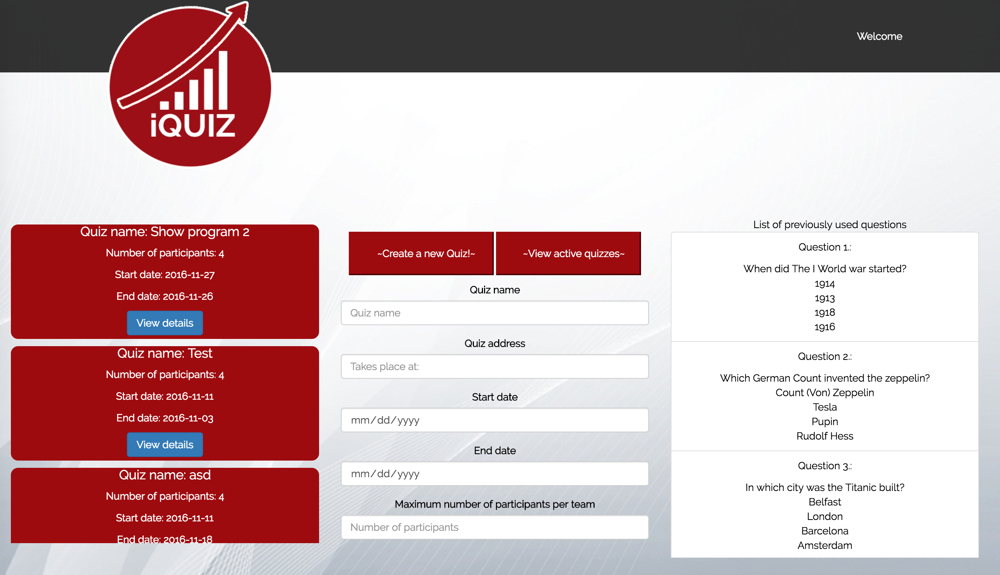 Welcome
iQUIZ
Quiz name: Show program 2
Number of participants: 4
Start date: 2016-11-27
End date: 2016-11-26
View details
Quiz name: Test
Number of participants: 4
Start date: 2016-11-11
End date: 2016-11-03
View details
Quiz name: asd
Number of participants: 4
Start date: 2016-11-11
End date: 2016-11-18
~Create a new Quiz!~
~View active quizzes~
Quiz name
Quiz name
Quiz address
Takes place at:
Start date
mm/dd/yyyy
End date
mm/dd/yyyy
Maximum number of participants per team
Number of participants
List of previously used questions
Question 1.:
When did The I World war started?
1914
1913
1918
1916
Question 2.:
Which German Count invented the zeppelin?
Count (Von) Zeppelin
Tesla
Pupin
Rudolf Hess
Question 3.:
In which city was the Titanic built?
Belfast
London
Barcelona
Amsterdam